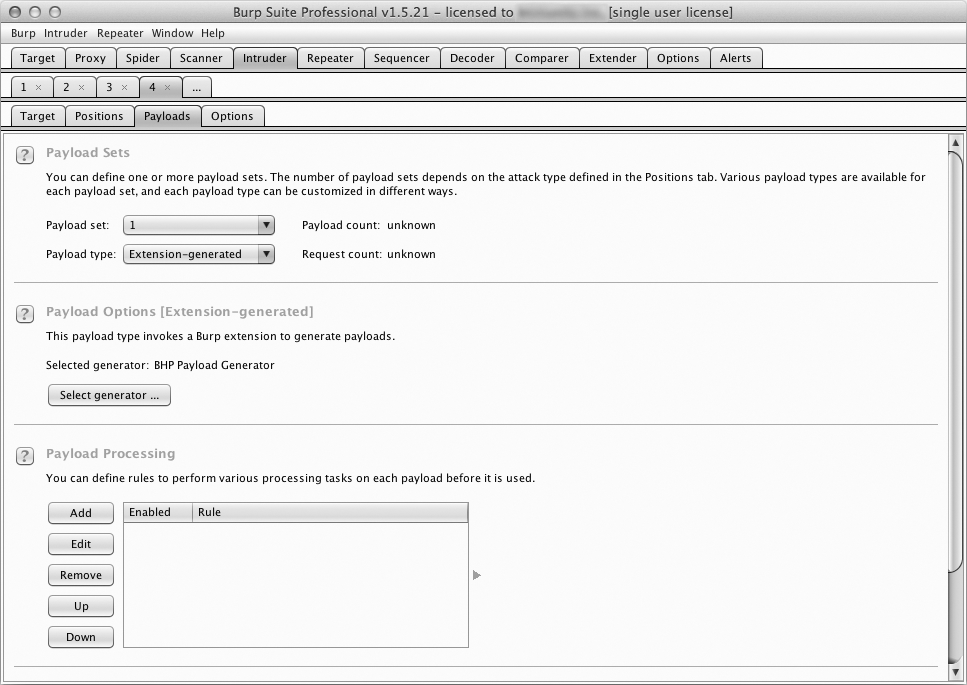 Burp Suite Professional v1.5.21 - licensed to [single user license]
Burp Intruder Repeater Window Help
Target Proxy Spider Scanner Intruder Repeater Sequencer Decoder Comparer Extender Options Alerts
1 × 2 × 3 × 4 × ...
Target Positions Payloads Options
? Payload Sets
You can define one or more payload sets. The number of payload sets depends on the attack type defined in the Positions tab. Various payload types are available for
each payload set, and each payload type can be customized in different ways.
Payload set: 1 Payload count: unknown
Payload type: Extension-generated Request count: unknown
? Payload Options [Extension-generated]
This payload type invokes a Burp extension to generate payloads.
Selected generator: BHP Payload Generator
Select generator ...
? Payload Processing
You can define rules to perform various processing tasks on each payload before it is used.
Add Enabled Rule
Edit
Remove
Up
Down